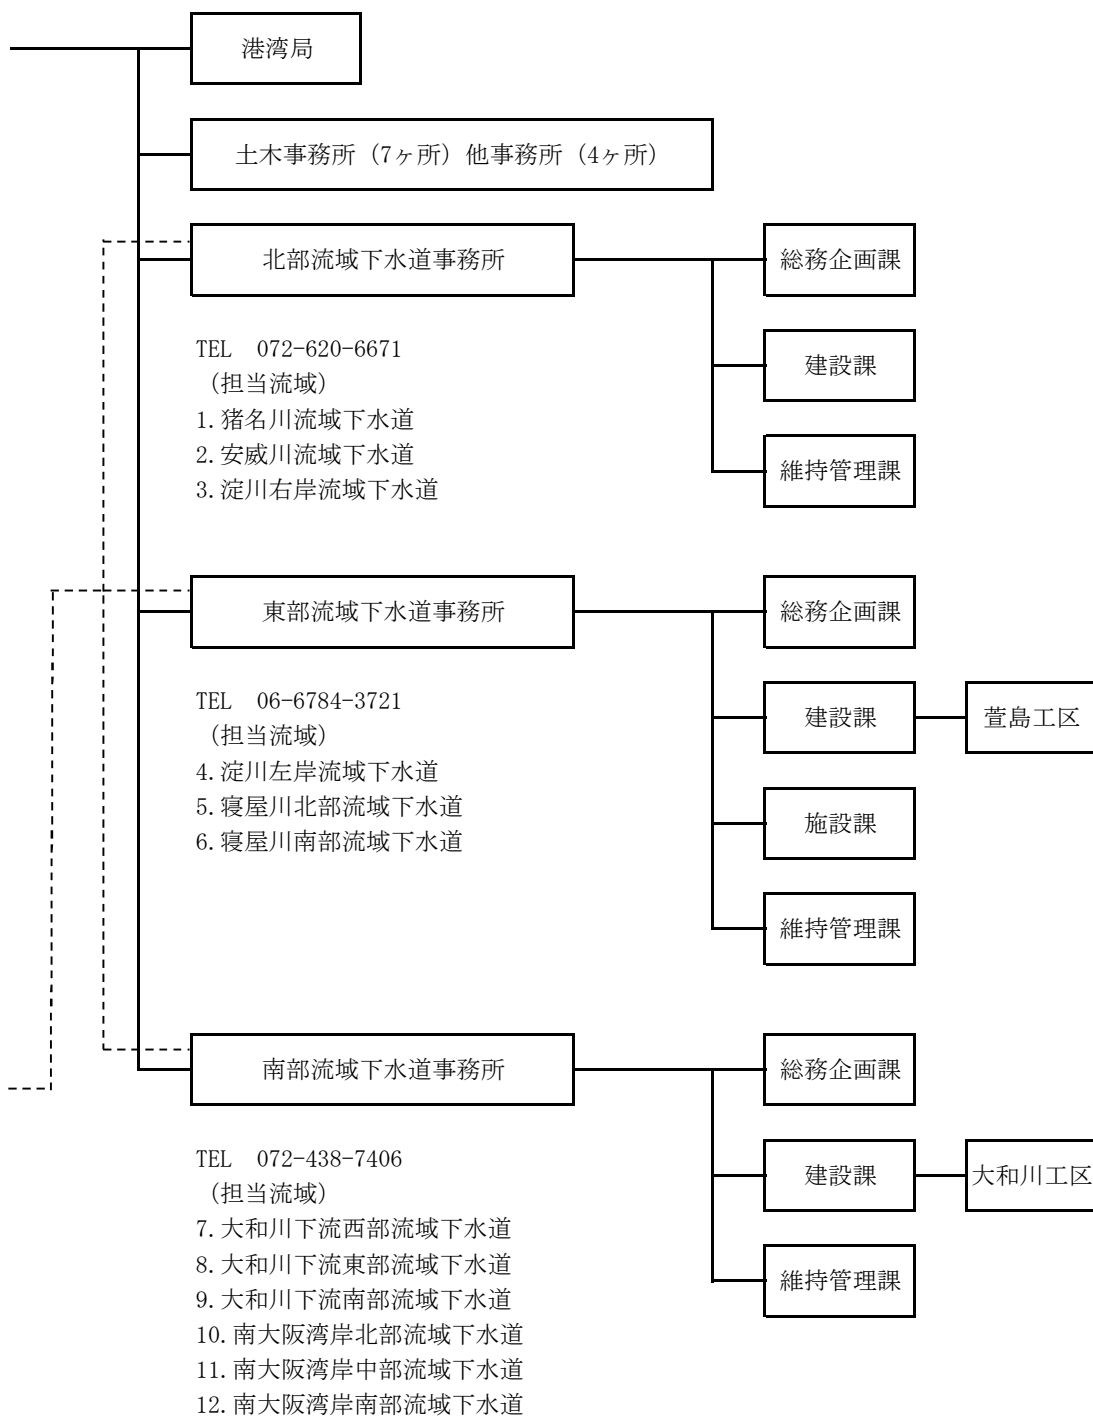 港湾局
土木事務所（7ヶ所）他事務所（4ヶ所）
北部流域下水道事務所
総務企画課
TEL　072-620-6671
（担当流域）
1.猪名川流域下水道
2.安威川流域下水道
3.淀川右岸流域下水道
建設課
維持管理課
東部流域下水道事務所
総務企画課
TEL　06-6784-3721
（担当流域）
4.淀川左岸流域下水道
5.寝屋川北部流域下水道
6.寝屋川南部流域下水道
建設課
萱島工区
施設課
維持管理課
南部流域下水道事務所
総務企画課
TEL　072-438-7406
（担当流域）
7.大和川下流西部流域下水道
8.大和川下流東部流域下水道
9.大和川下流南部流域下水道
10.南大阪湾岸北部流域下水道
11.南大阪湾岸中部流域下水道
12.南大阪湾岸南部流域下水道
建設課
大和川工区
維持管理課